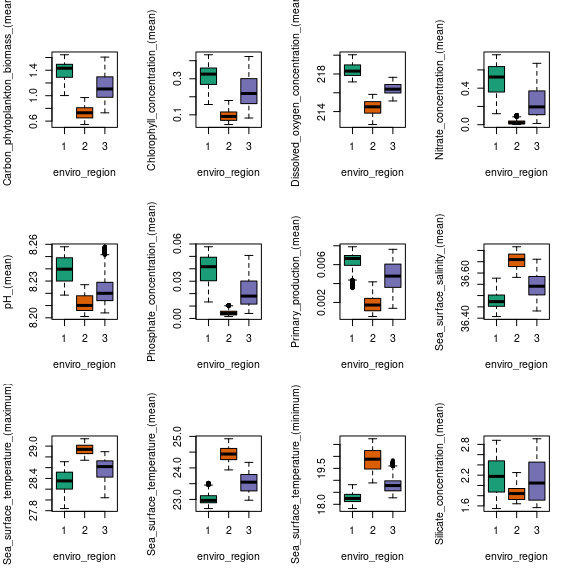 Carbon_phytoplankton_biomass_(mean
1.4
1.0
0.6
1 2 3
enviro_region
Chlorophyll_concentration_(mean)
0.3
0.1
1 2 3
enviro_region
Dissolved_oxygen_concentration_(mean)
218
214
1 2 3
enviro_region
Nitrate_concentration_(mean)
0.4
0.0
1 2 3
enviro_region
pH_(mean)
8.26
8.23
8.20
1 2 3
enviro_region
Phosphate_concentration_(mean)
0.06
0.03
0.00
1 2 3
enviro_region
Primary_production_(mean)
0.006
0.002
1 2 3
enviro_region
Sea_surface_salinity_(mean)
36.60
36.40
1 2 3
enviro_region
Sea_surface_temperature_(maximum)
29.0
28.4
27.8
1 2 3
enviro_region
Sea_surface_temperature_(mean)
25.0
24.0
23.0
1 2 3
enviro_region
Sea_surface_temperature_(minimum)
19.5
18.0
1 2 3
enviro_region
Silicate_concentration_(mean)
2.8
2.2
1.6
1 2 3
enviro_region